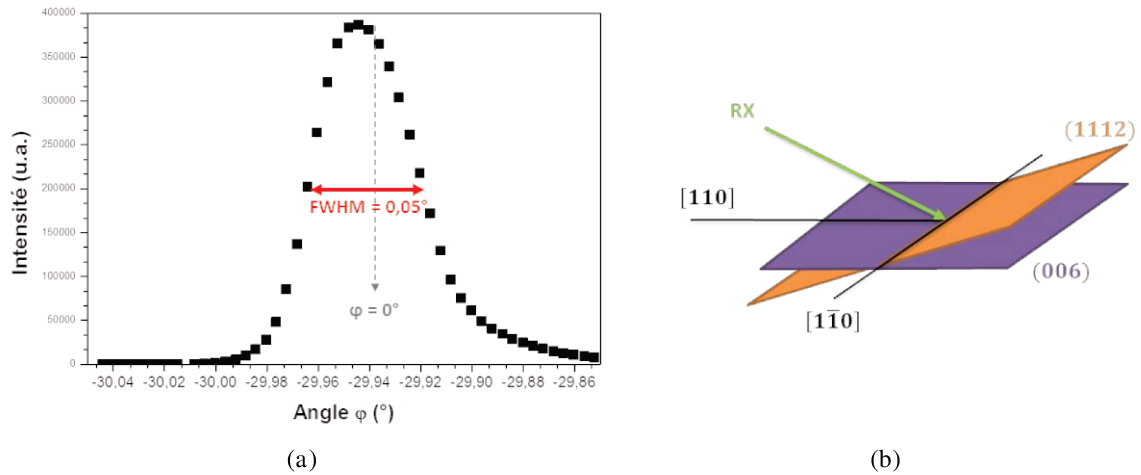 400000
350000
300000
250000
200000
150000
100000
50000
0
Intensité (u.a.)
FWHM = 0,05°
φ = 0°
-30,04 -30,02 -30,00 -29,98 -29,96 -29,94 -29,92 -29,90 -29,88 -29,86
Angle φ (°)
(a)
RX
(1112)
[110]
(006)
[11̅0]
(b)